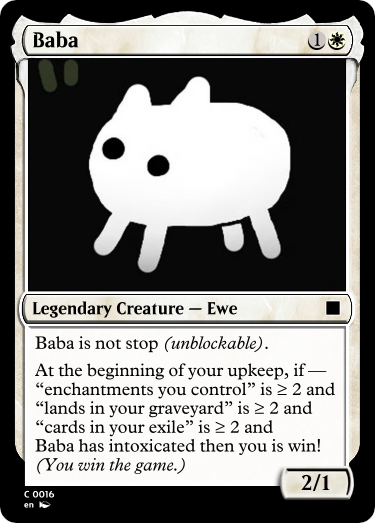 Baba
1
Legendary Creature — Ewe
Baba is not stop (unblockable).
At the beginning of your upkeep, if —
“enchantments you control” is ≥ 2 and
“lands in your graveyard” is ≥ 2 and
“cards in your exile” is ≥ 2 and
Baba has intoxicated then you is win!
(You win the game.)
2/1
C 0016
en